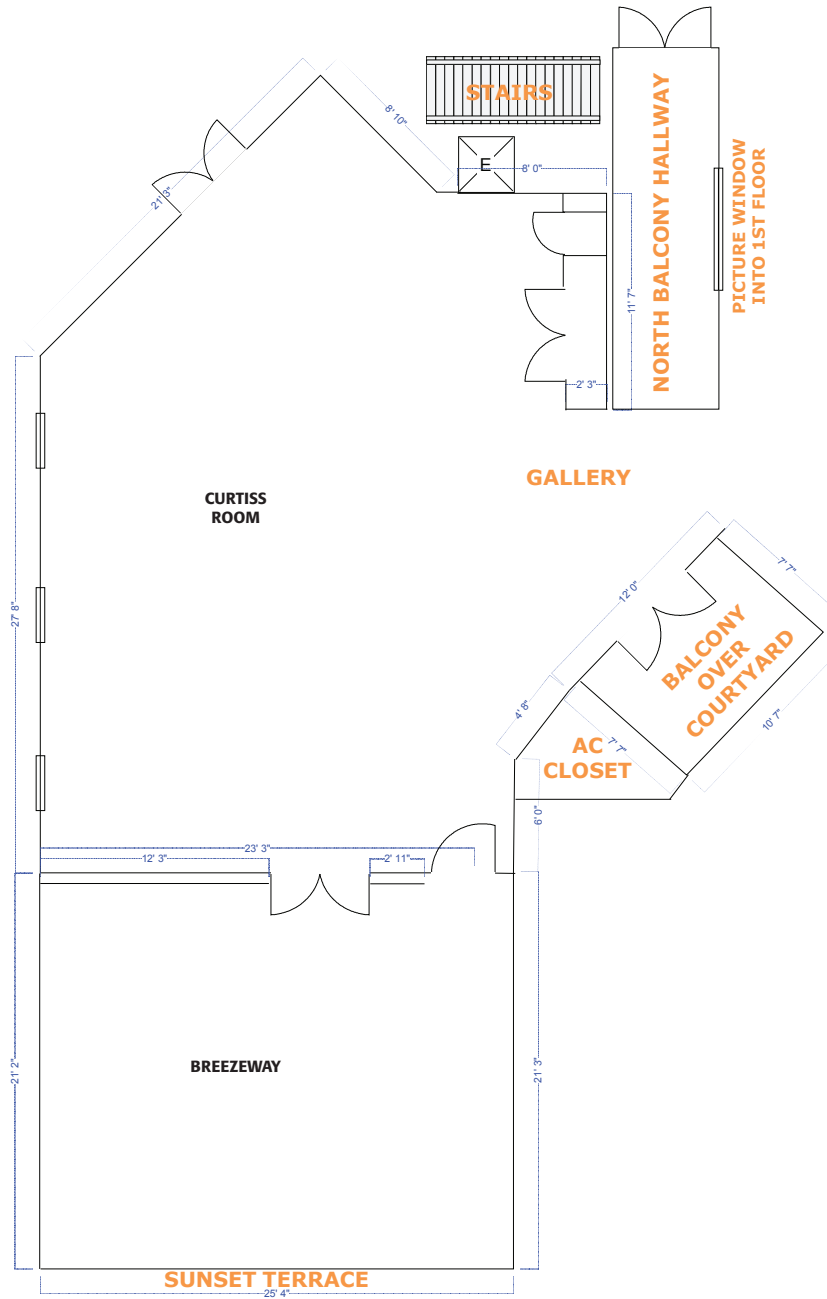 STAIRS
8' 10"
E
8' 0"
NORTH BALCONY HALLWAY
PICTURE WINDOW
INTO 1ST FLOOR
21' 3"
11' 7"
2' 3"
GALLERY
CURTISS
ROOM
7' 7"
12' 0"
27' 8"
BALCONY
OVER
COURTYARD
4' 8"
10' 7"
7' 7"
AC
CLOSET
6' 0"
23' 3"
12' 3"
2' 11"
BREEZEWAY
21' 2"
21' 3"
SUNSET TERRACE
25' 4"